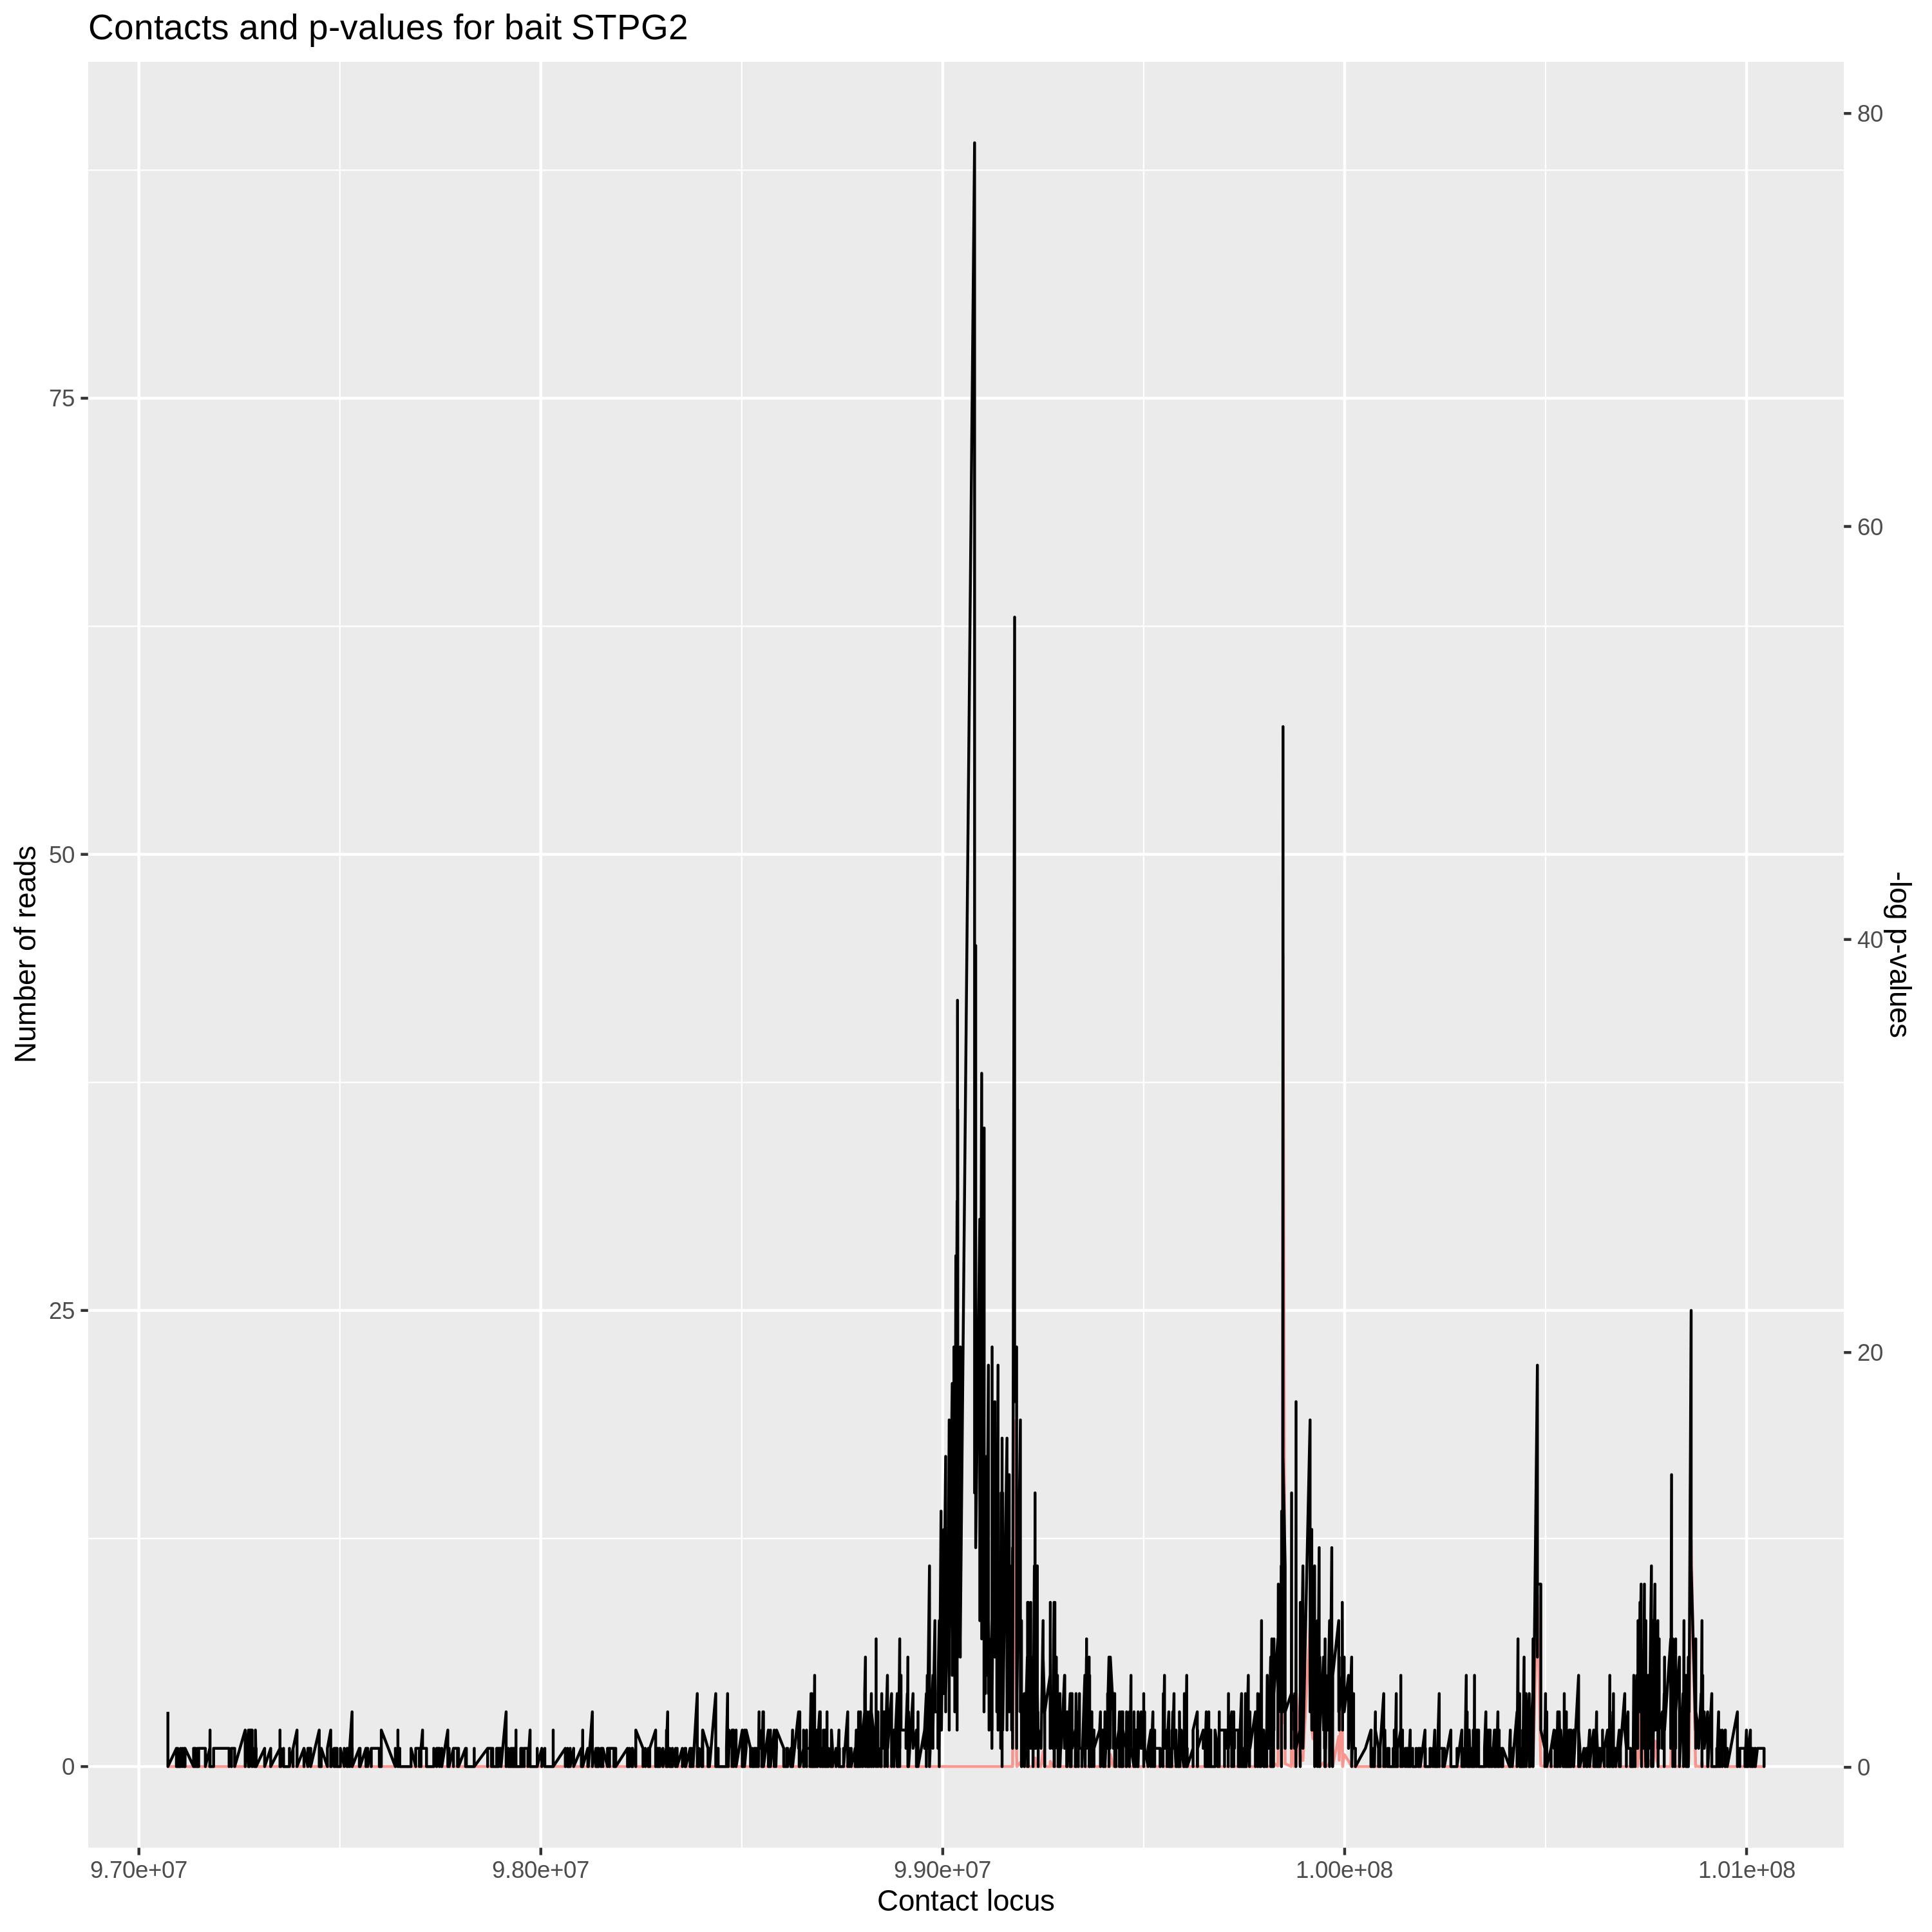 Contacts and p-values for bait STPG2
80
75
60
50
Number of reads
-log p-values
40
25
20
0
0
9.70e+07
9.80e+07
9.90e+07
1.00e+08
1.01e+08
Contact locus